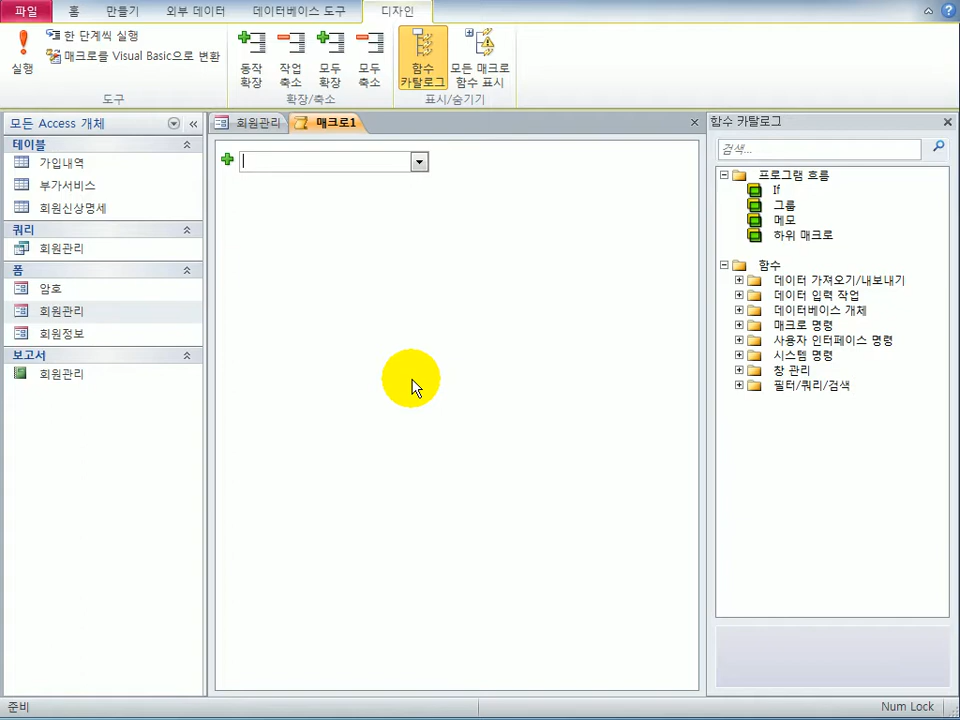 파일 홈 만들기 외부 데이터 데이터베이스 도구 디자인
실행
한 단계씩 실행
매크로를 Visual Basic으로 변환
도구
동작 확장
작업 축소
모두 확장
모두 축소
확장/축소
함수 카탈로그
모든 매크로 함수 표시
표시/숨기기
모든 Access 개체
테이블
가입내역
부가서비스
회원신상명세
쿼리
회원관리
폼
암호
회원관리
회원정보
보고서
회원관리
회원관리 매크로1
함수 카탈로그
검색...
프로그램 흐름
If
그룹
메모
하위 매크로
함수
데이터 가져오기/내보내기
데이터 입력 작업
데이터베이스 개체
매크로 명령
사용자 인터페이스 명령
시스템 명령
창 관리
필터/쿼리/검색
준비
Num Lock